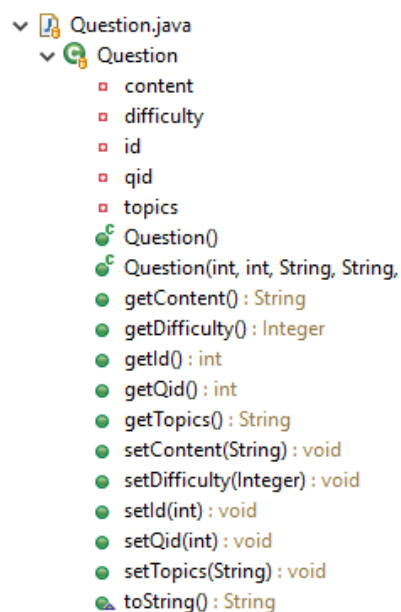 Question.java
Question
content
difficulty
id
qid
topics
Question()
Question(int, int, String, String,
getContent() : String
getDifficulty() : Integer
getId() : int
getQid() : int
getTopics() : String
setContent(String) : void
setDifficulty(Integer) : void
setId(int) : void
setQid(int) : void
setTopics(String) : void
toString() : String